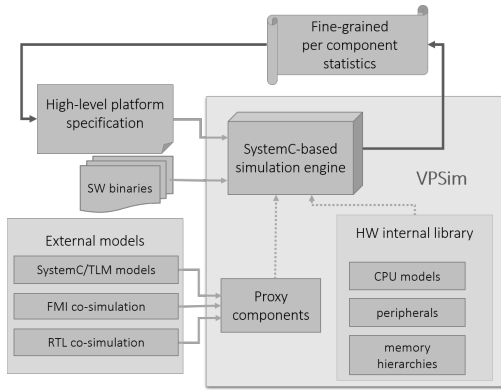 Fine-grained
per component
statistics
High-level platform
specification
SystemC-based
simulation engine
VPSim
SW binaries
External models
SystemC/TLM models
FMI co-simulation
RTL co-simulation
Proxy
components
HW internal library
CPU models
peripherals
memory
hierarchies